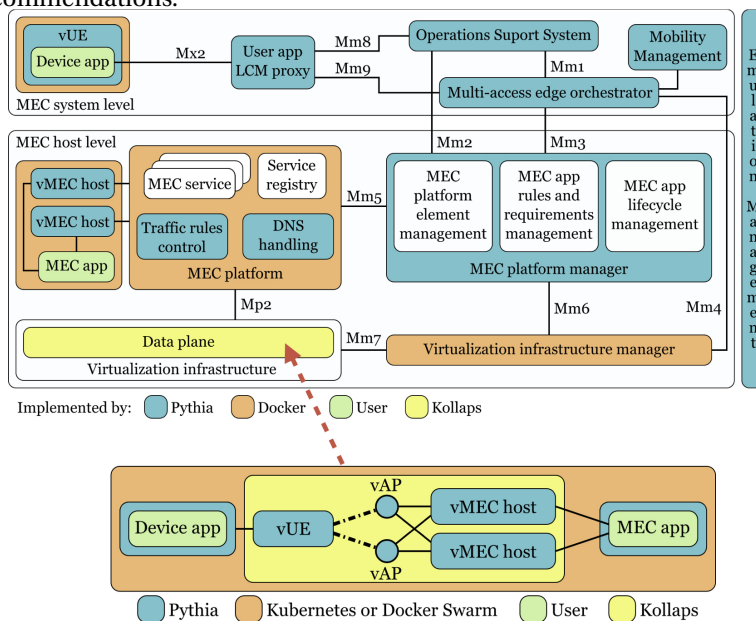 commendations.
vUE
Device app
MEC system level
Mx2
User app
LCM proxy
Mm8
Mm9
Operations Suport System
Mm1
Multi-access edge orchestrator
Mobility
Management
MEC host level
vMEC host
vMEC host
MEC app
MEC service
Service
registry
Traffic rules
control
DNS
handling
MEC platform
Mm5
Mm2
Mm3
MEC
platform
element
management
MEC app
rules and
requirements
management
MEC app
lifecycle
management
MEC platform manager
Mp2
Mm6
Mm4
Data plane
Virtualization infrastructure
Mm7
Virtualization infrastructure manager
Implemented by:
Pythia
Docker
User
Kollaps
Device app
vUE
vAP
vAP
vMEC host
vMEC host
MEC app
Pythia
Kubernetes or Docker Swarm
User
Kollaps